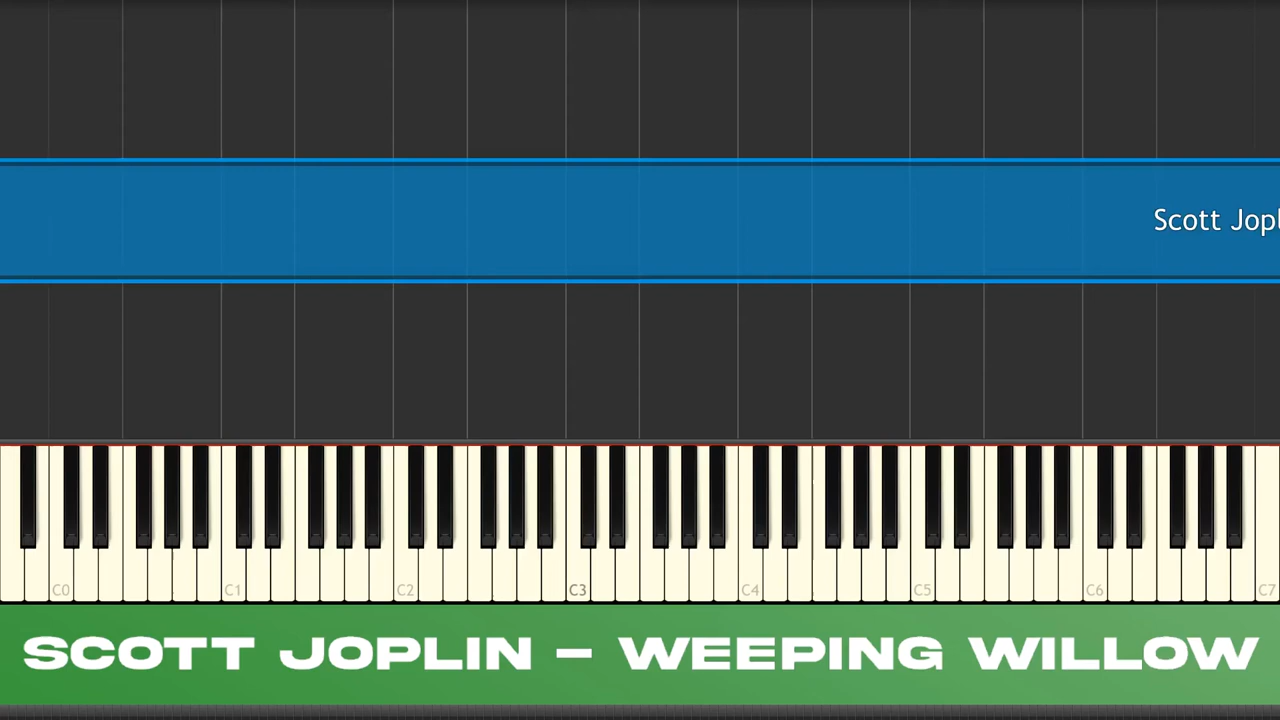 Scott Jopl
C0 C1 C2 C3 C4 C5 C6 C7
SCOTT JOPLIN – WEEPING WILLOW